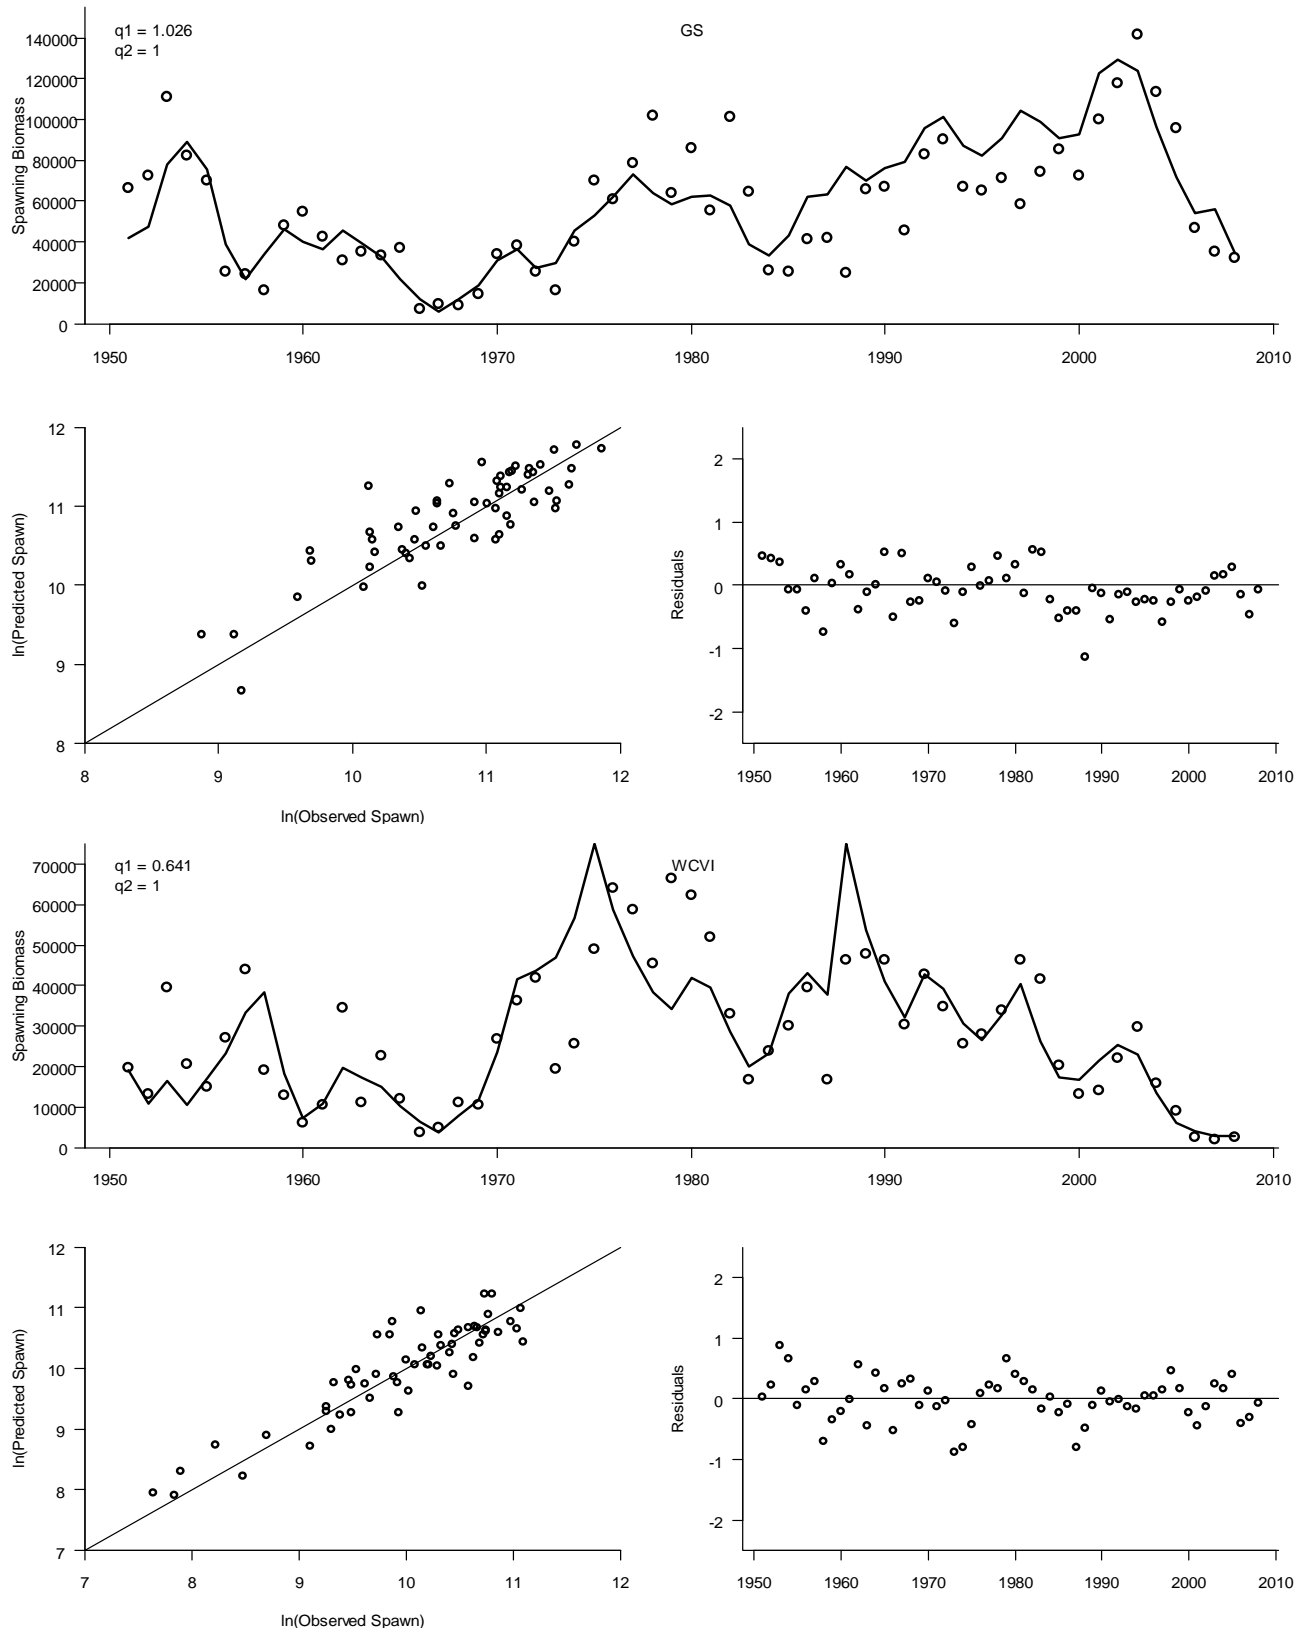 q1 = 1.026
GS
q2 = 1
Spawning Biomass
140000
120000
100000
80000
60000
40000
20000
0
1950 1960 1970 1980 1990 2000 2010
ln(Predicted Spawn)
12
11
10
9
8
8 9 10 11 12
ln(Observed Spawn)
Residuals
2
1
0
-1
-2
1950 1960 1970 1980 1990 2000 2010
q1 = 0.641
WCVI
q2 = 1
Spawning Biomass
70000
60000
50000
40000
30000
20000
10000
0
1950 1960 1970 1980 1990 2000 2010
ln(Predicted Spawn)
12
11
10
9
8
7
7 8 9 10 11 12
ln(Observed Spawn)
Residuals
2
1
0
-1
-2
1950 1960 1970 1980 1990 2000 2010